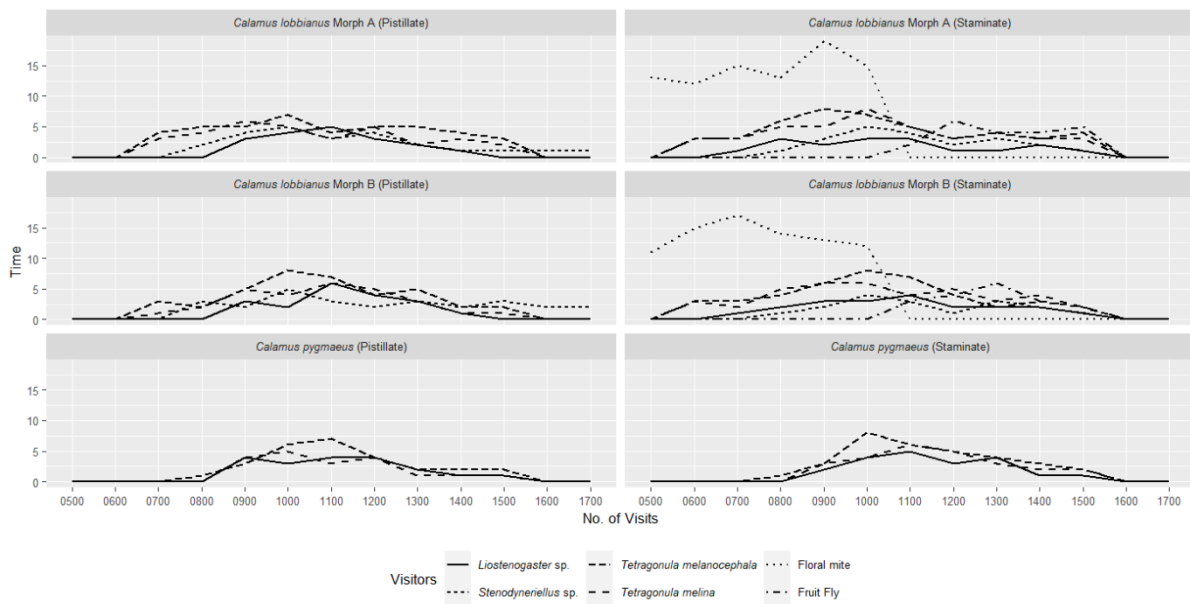 Calamus lobbianus Morph A (Pistillate)
Calamus lobbianus Morph A (Staminate)
15
10
5
0
Calamus lobbianus Morph B (Pistillate)
Calamus lobbianus Morph B (Staminate)
15
10
5
0
Time
Calamus pygmaeus (Pistillate)
Calamus pygmaeus (Staminate)
15
10
5
0
0500 0600 0700 0800 0900 1000 1100 1200 1300 1400 1500 1600 1700
0500 0600 0700 0800 0900 1000 1100 1200 1300 1400 1500 1600 1700
No. of Visits
Visitors
Liostenogaster sp.
Tetragonula melanocephala
Floral mite
Stenodyneriellus sp.
Tetragonula melina
Fruit Fly